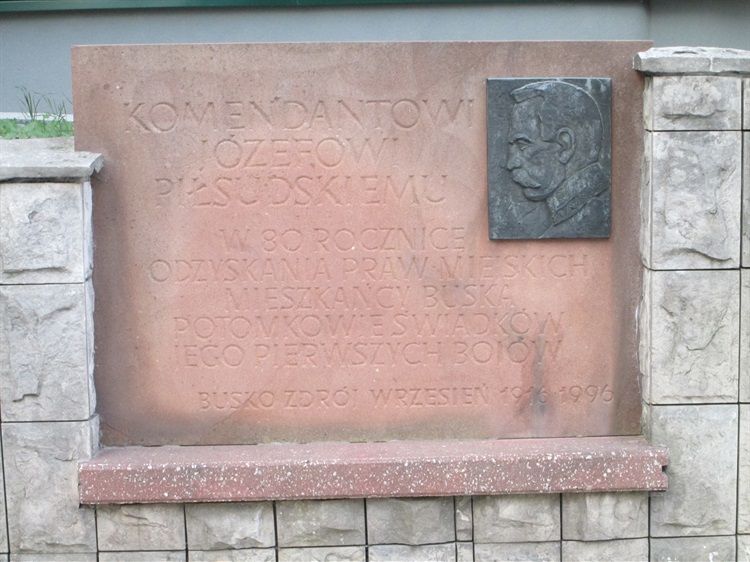 KOMENDANTOWI
JÓZEFOWI
PIŁSUDSKIEMU
W 80 ROCZNICE
ODZYSKANIA PRAW MIEJSKICH
MIESZKAŃCY BUSKA
POTOMKOWIE ŚWIADKÓW
JEGO PIERWSZYCH BOJÓW
BUSKO ZDRÓJ WRZESIEŃ 1916 1996